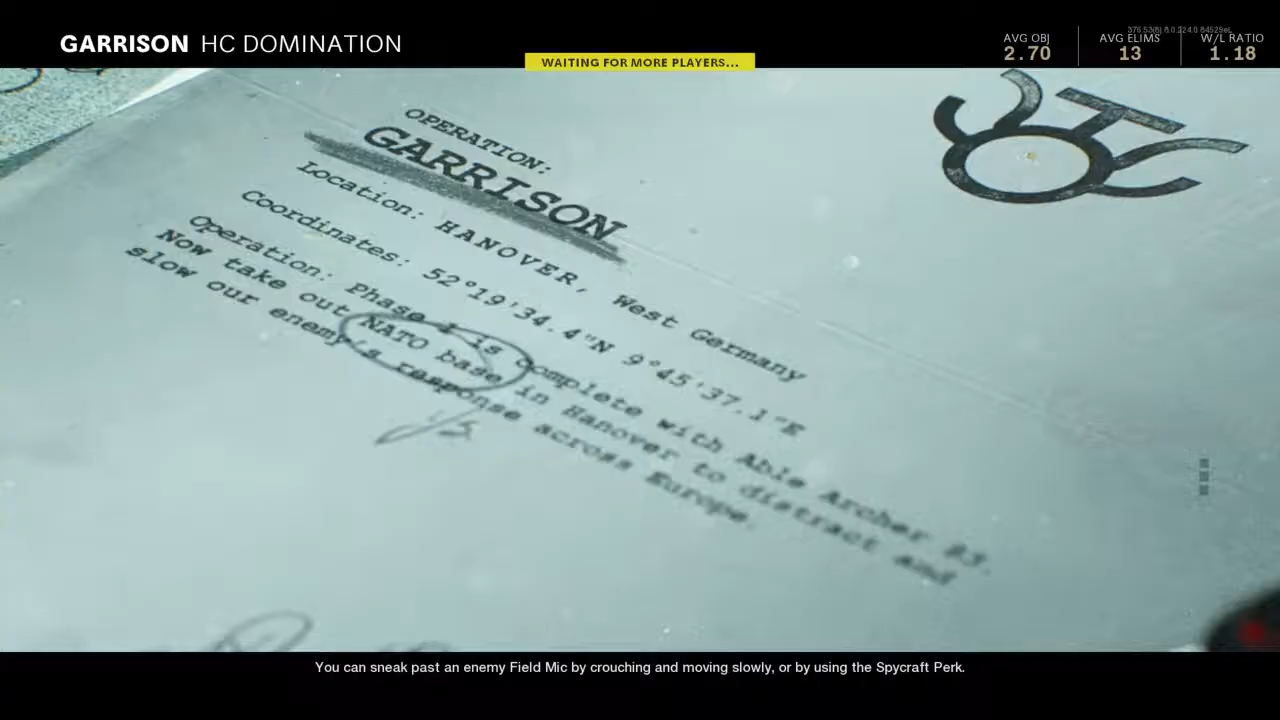 GARRISON HC DOMINATION
AVG OBJ
2.70
AVG ELIMS
13
W/L RATIO
1.18
WAITING FOR MORE PLAYERS...
OPERATION:
GARRISON
Location: HANOVER, West Germany
Coordinates: 52°19'34.4"N 9°45'37.1"E
Operation: Phase 1 is complete with Able Archer 83.
Now take out NATO base in Hanover to distract and
slow our enemy's response across Europe.
You can sneak past an enemy Field Mic by crouching and moving slowly, or by using the Spycraft Perk.